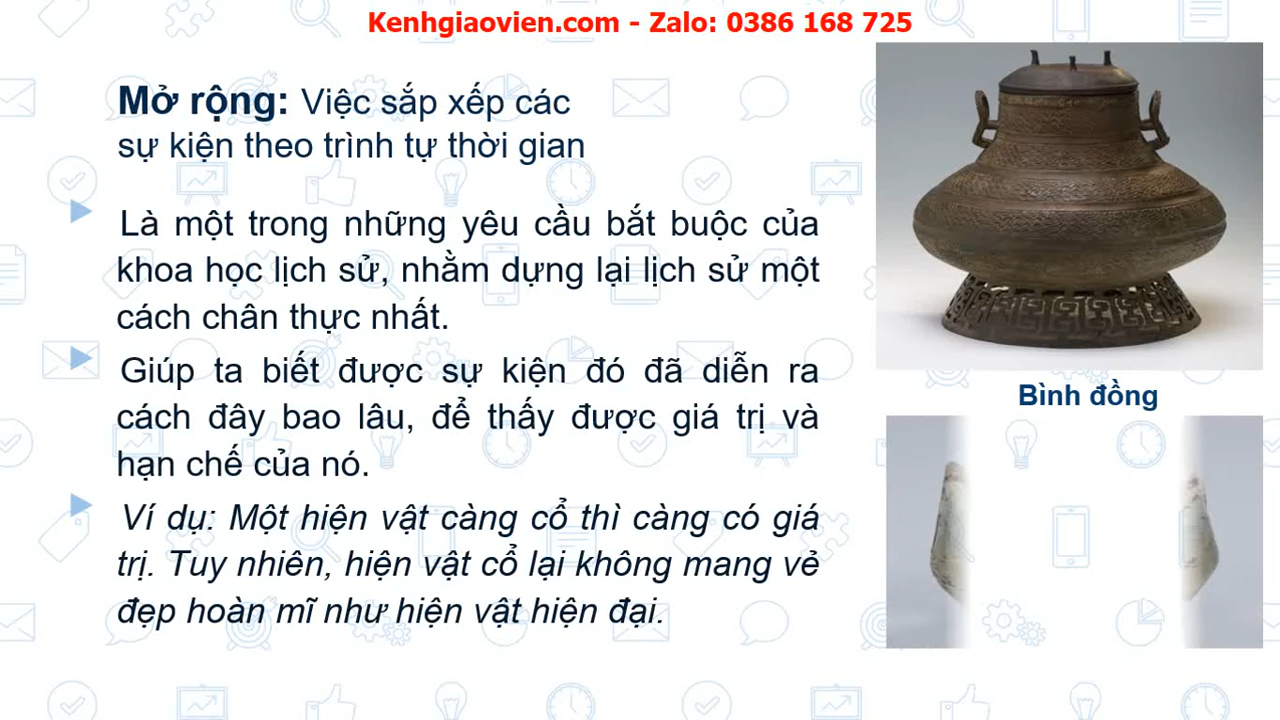 Kenhgiaovien.com - Zalo: 0386 168 725
Mở rộng: Việc sắp xếp các
sự kiện theo trình tự thời gian
Là một trong những yêu cầu bắt buộc của
khoa học lịch sử, nhằm dựng lại lịch sử một
cách chân thực nhất.
Giúp ta biết được sự kiện đó đã diễn ra
cách đây bao lâu, để thấy được giá trị và
hạn chế của nó.
Ví dụ: Một hiện vật càng cổ thì càng có giá
trị. Tuy nhiên, hiện vật cổ lại không mang vẻ
đẹp hoàn mĩ như hiện vật hiện đại.
Bình đồng